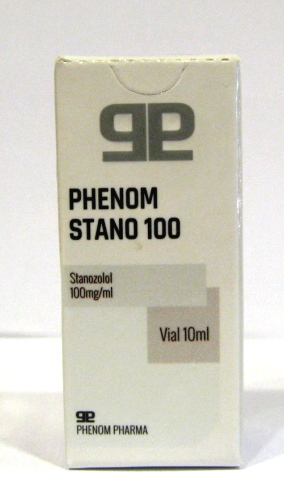 PHENOM
STANO 100
Stanozolol
100mg/ml
Vial 10ml
PHENOM PHARMA